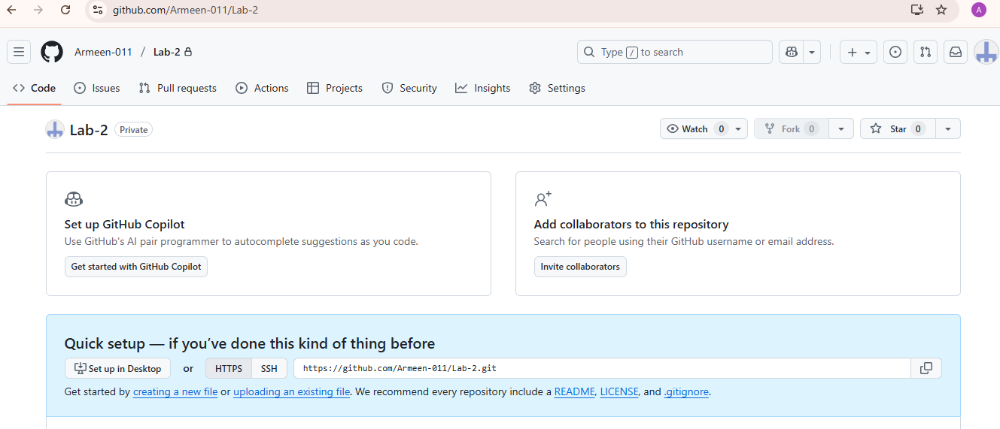 github.com/Armeen-011/Lab-2
A
Armeen-011 / Lab-2
Type / to search
Code Issues Pull requests Actions Projects Security Insights Settings
Lab-2 Private
Watch 0 Fork 0 Star 0
Set up GitHub Copilot
Use GitHub's AI pair programmer to autocomplete suggestions as you code.
Get started with GitHub Copilot
Add collaborators to this repository
Search for people using their GitHub username or email address.
Invite collaborators
Quick setup — if you’ve done this kind of thing before
Set up in Desktop or HTTPS SSH https://github.com/Armeen-011/Lab-2.git
Get started by creating a new file or uploading an existing file. We recommend every repository include a README, LICENSE, and .gitignore.